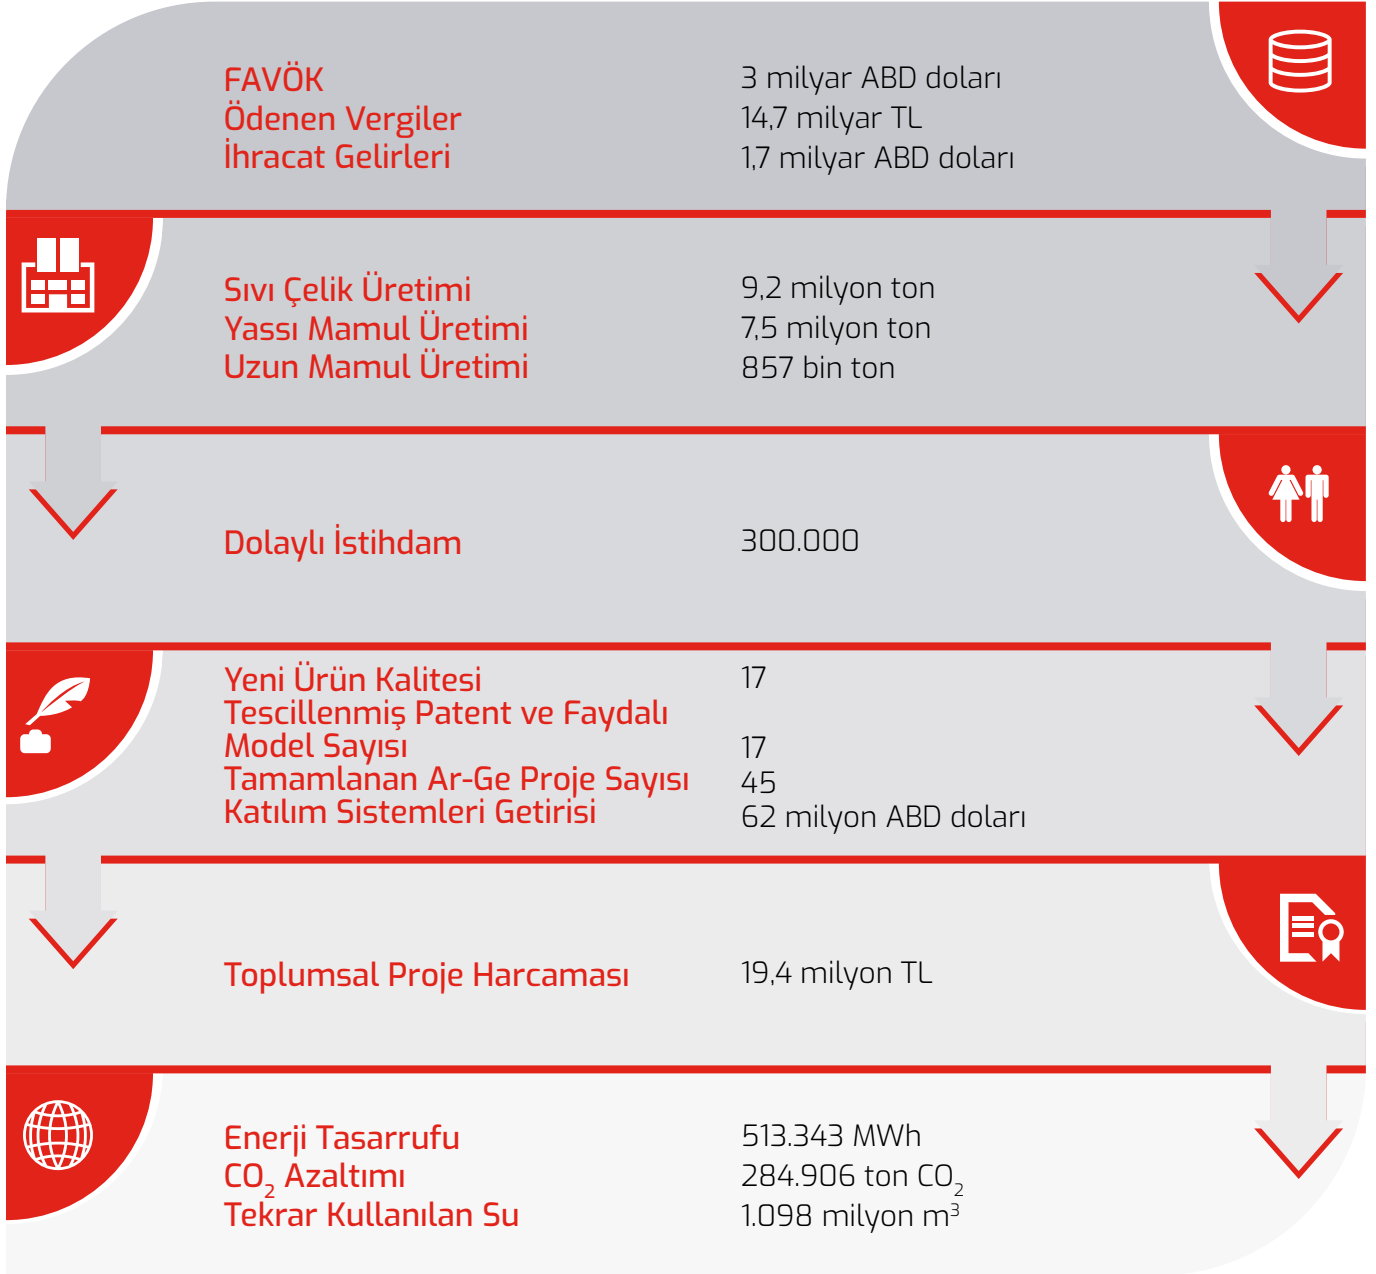 FAVÖK 3 milyar ABD doları
Ödenen Vergiler 14,7 milyar TL
İhracat Gelirleri 1,7 milyar ABD doları
Sıvı Çelik Üretimi 9,2 milyon ton
Yassı Mamul Üretimi 7,5 milyon ton
Uzun Mamul Üretimi 857 bin ton
Dolaylı İstihdam 300.000
Yeni Ürün Kalitesi 17
Tescillenmiş Patent ve Faydalı
Model Sayısı 17
Tamamlanan Ar-Ge Proje Sayısı 45
Katılım Sistemleri Getirisi 62 milyon ABD doları
Toplumsal Proje Harcaması 19,4 milyon TL
Enerji Tasarrufu 513.343 MWh
CO₂ Azaltımı 284.906 ton CO₂
Tekrar Kullanılan Su 1.098 milyon m³